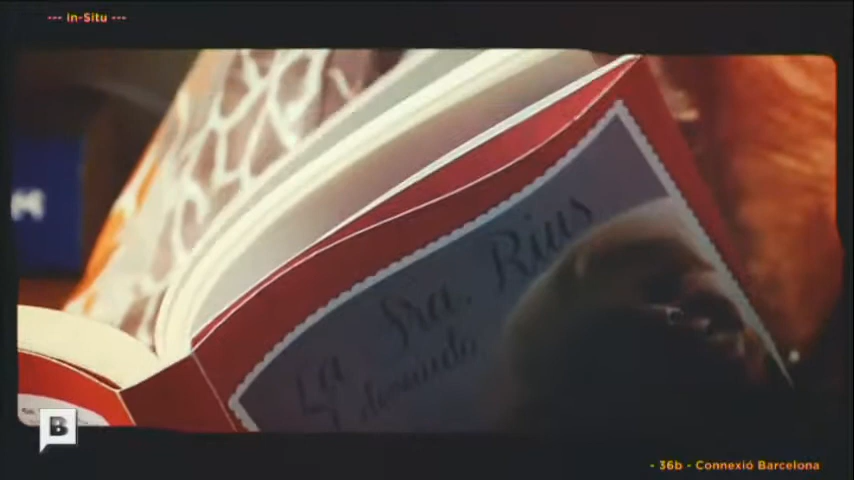 --- in-Situ ---
La Sra. Rius
B
- 36b - Connexió Barcelona